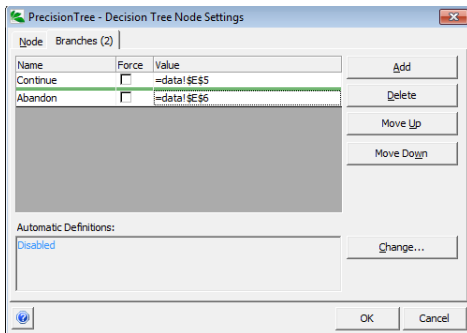 PrecisionTree - Decision Tree Node Settings
Node Branches (2)
Name Force Value
Continue =data!$E$5
Abandon =data!$E$6
Add
Delete
Move Up
Move Down
Automatic Definitions:
Disabled
Change...
OK Cancel